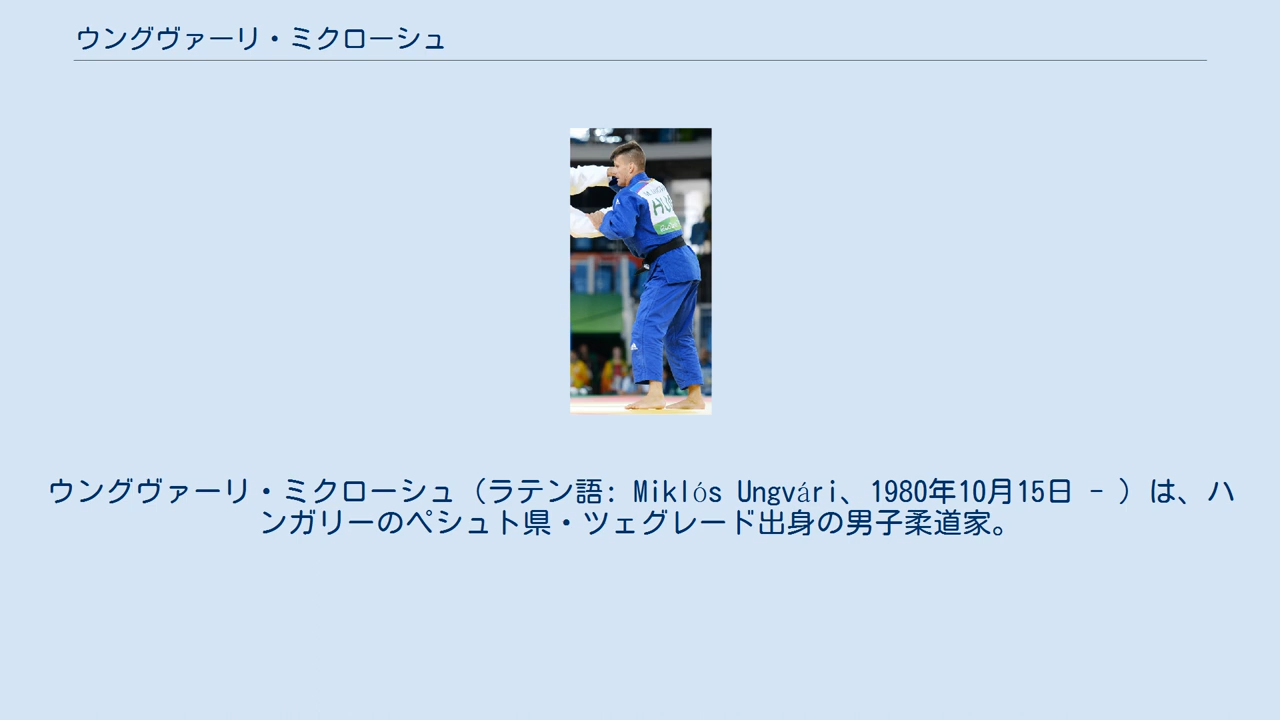 ウングヴァーリ・ミクローシュ
HU
ウングヴァーリ・ミクローシュ（ラテン語: Miklós Ungvári、1980年10月15日 - ）は、ハ
ンガリーのペシュト県・ツェグレード出身の男子柔道家。